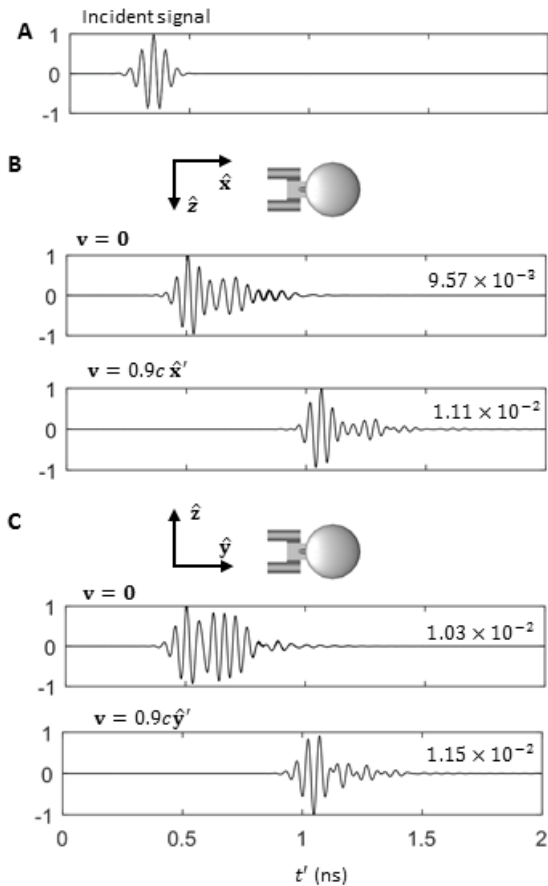 A
Incident signal
1
0
-1
B
x̂
ẑ
v = 0
1
0
-1
9.57 × 10⁻³
v = 0.9c x̂′
1
0
-1
1.11 × 10⁻²
C
ẑ
ŷ
v = 0
1
0
-1
1.03 × 10⁻²
v = 0.9cŷ′
1
0
-1
1.15 × 10⁻²
0 0.5 1 1.5 2
t′ (ns)